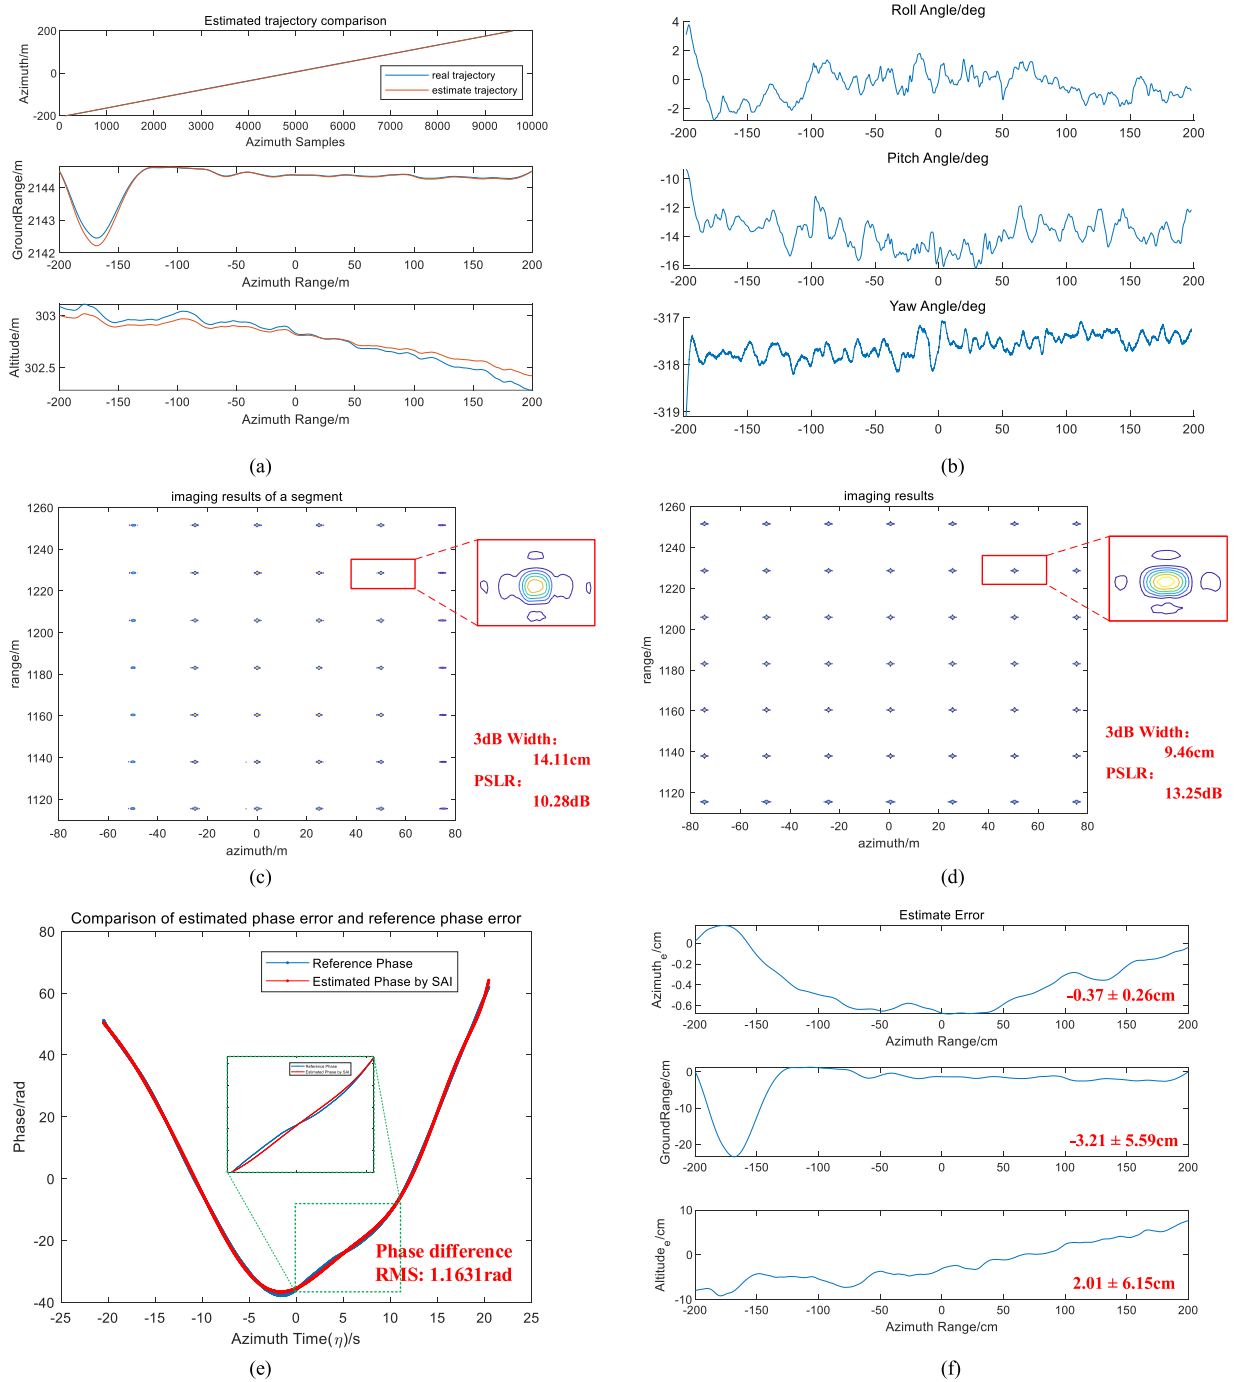 Estimated trajectory comparison
Azimuth/m
200
0
-200
real trajectory
estimate trajectory
0 1000 2000 3000 4000 5000 6000 7000 8000 9000 10000
Azimuth Samples
GroundRange/m
2144
2143
2142
-200 -150 -100 -50 0 50 100 150 200
Azimuth Range/m
Altitude/m
303
302.5
-200 -150 -100 -50 0 50 100 150 200
Azimuth Range/m
(a)
Roll Angle/deg
4
2
0
-2
-200 -150 -100 -50 0 50 100 150 200
Pitch Angle/deg
-10
-12
-14
-16
-200 -150 -100 -50 0 50 100 150 200
Yaw Angle/deg
-317
-318
-319
-200 -150 -100 -50 0 50 100 150 200
(b)
imaging results of a segment
range/m
1260
1240
1220
1200
1180
1160
1140
1120
-80 -60 -40 -20 0 20 40 60 80
azimuth/m
3dB Width：
14.11cm
PSLR：
10.28dB
(c)
imaging results
range/m
1260
1240
1220
1200
1180
1160
1140
1120
-80 -60 -40 -20 0 20 40 60 80
azimuth/m
3dB Width：
9.46cm
PSLR：
13.25dB
(d)
Comparison of estimated phase error and reference phase error
Phase/rad
80
60
40
20
0
-20
-40
Reference Phase
Estimated Phase by SAI
Reference Phase
Estimated Phase by SAI
Phase difference
RMS: 1.1631rad
-25 -20 -15 -10 -5 0 5 10 15 20 25
Azimuth Time(η)/s
(e)
Estimate Error
Azimuth_e/cm
0
-0.2
-0.4
-0.6
-0.37 ± 0.26cm
-200 -150 -100 -50 0 50 100 150 200
Azimuth Range/cm
GroundRange/cm
0
-10
-20
-3.21 ± 5.59cm
-200 -150 -100 -50 0 50 100 150 200
Azimuth Range/cm
Altitude_e/cm
10
0
-10
2.01 ± 6.15cm
-200 -150 -100 -50 0 50 100 150 200
Azimuth Range/cm
(f)